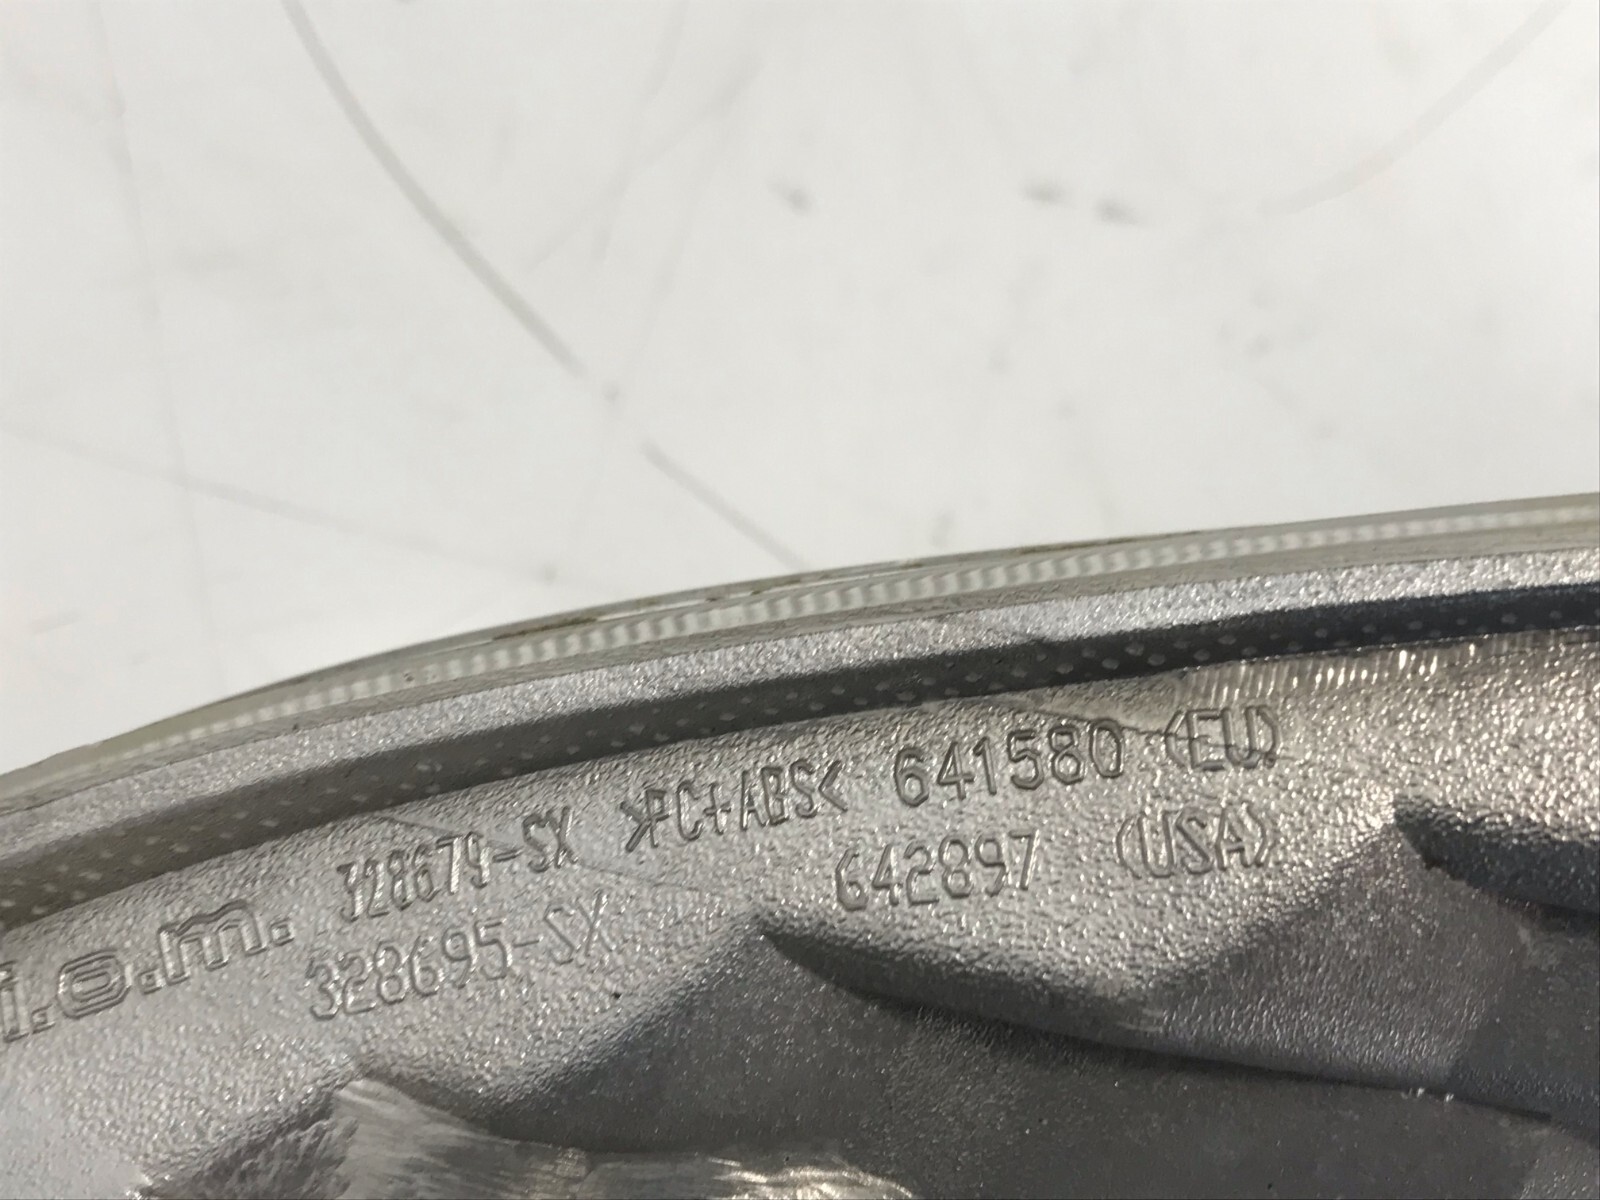 i.o.m. 328679-SX >PC+ABS< 641580 (EU)
328695-SX 642897 (USA)